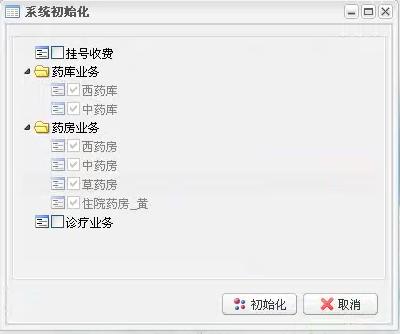 系统初始化
挂号收费
药库业务
西药库
中药库
药房业务
西药房
中药房
草药房
住院药房_黄
诊疗业务
初始化
取消